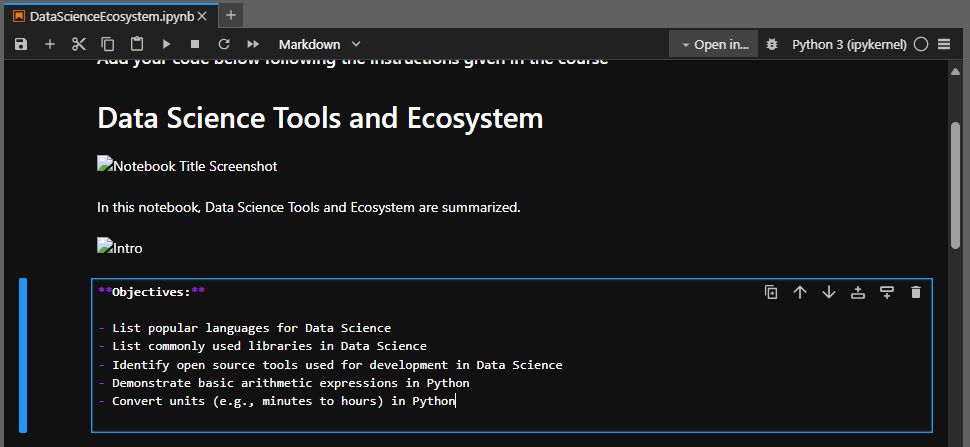 DataScienceEcosystem.ipynb
Markdown
Open in...
Python 3 (ipykernel)
Add your code below following the instructions given in the course
Data Science Tools and Ecosystem
Notebook Title Screenshot
In this notebook, Data Science Tools and Ecosystem are summarized.
Intro
**Objectives:**
- List popular languages for Data Science
- List commonly used libraries in Data Science
- Identify open source tools used for development in Data Science
- Demonstrate basic arithmetic expressions in Python
- Convert units (e.g., minutes to hours) in Python